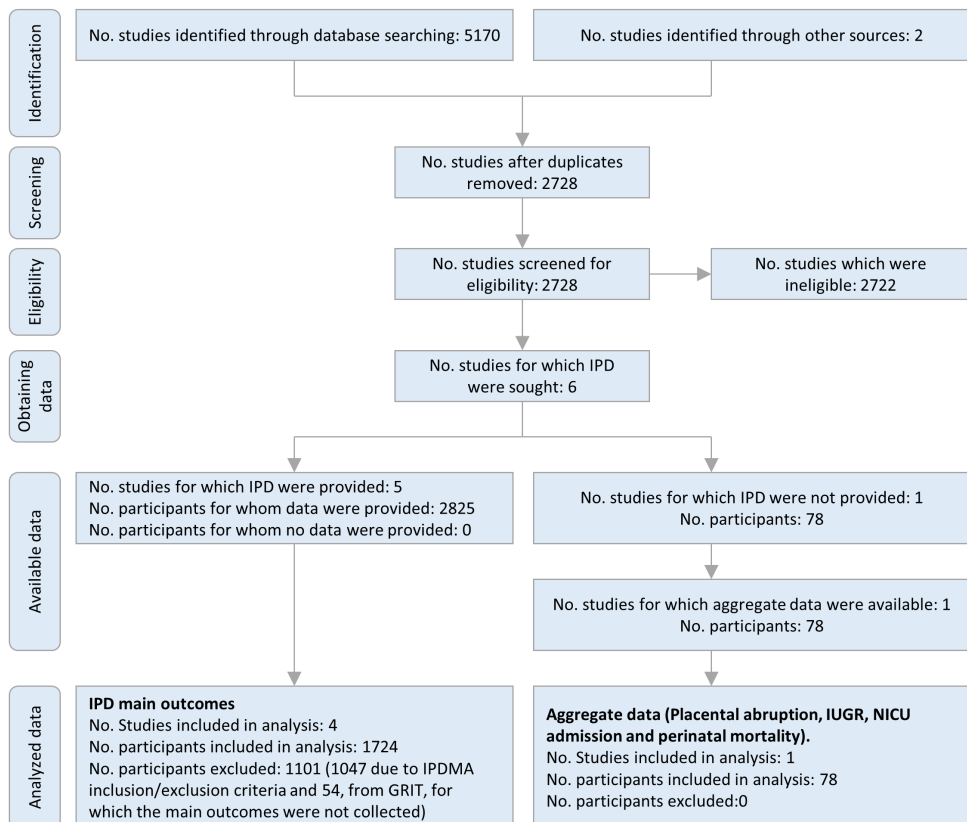 Identification
No. studies identified through database searching: 5170
No. studies identified through other sources: 2
Screening
No. studies after duplicates
removed: 2728
Eligibility
No. studies screened for
eligibility: 2728
No. studies which were
ineligible: 2722
Obtaining
data
No. studies for which IPD
were sought: 6
Available data
No. studies for which IPD were provided: 5
No. participants for whom data were provided: 2825
No. participants for whom no data were provided: 0
No. studies for which IPD were not provided: 1
No. participants: 78
No. studies for which aggregate data were available: 1
No. participants: 78
Analyzed data
IPD main outcomes
No. Studies included in analysis: 4
No. participants included in analysis: 1724
No. participants excluded: 1101 (1047 due to IPDMA
inclusion/exclusion criteria and 54, from GRIT, for
which the main outcomes were not collected)
Aggregate data (Placental abruption, IUGR, NICU
admission and perinatal mortality).
No. Studies included in analysis: 1
No. participants included in analysis: 78
No. participants excluded:0